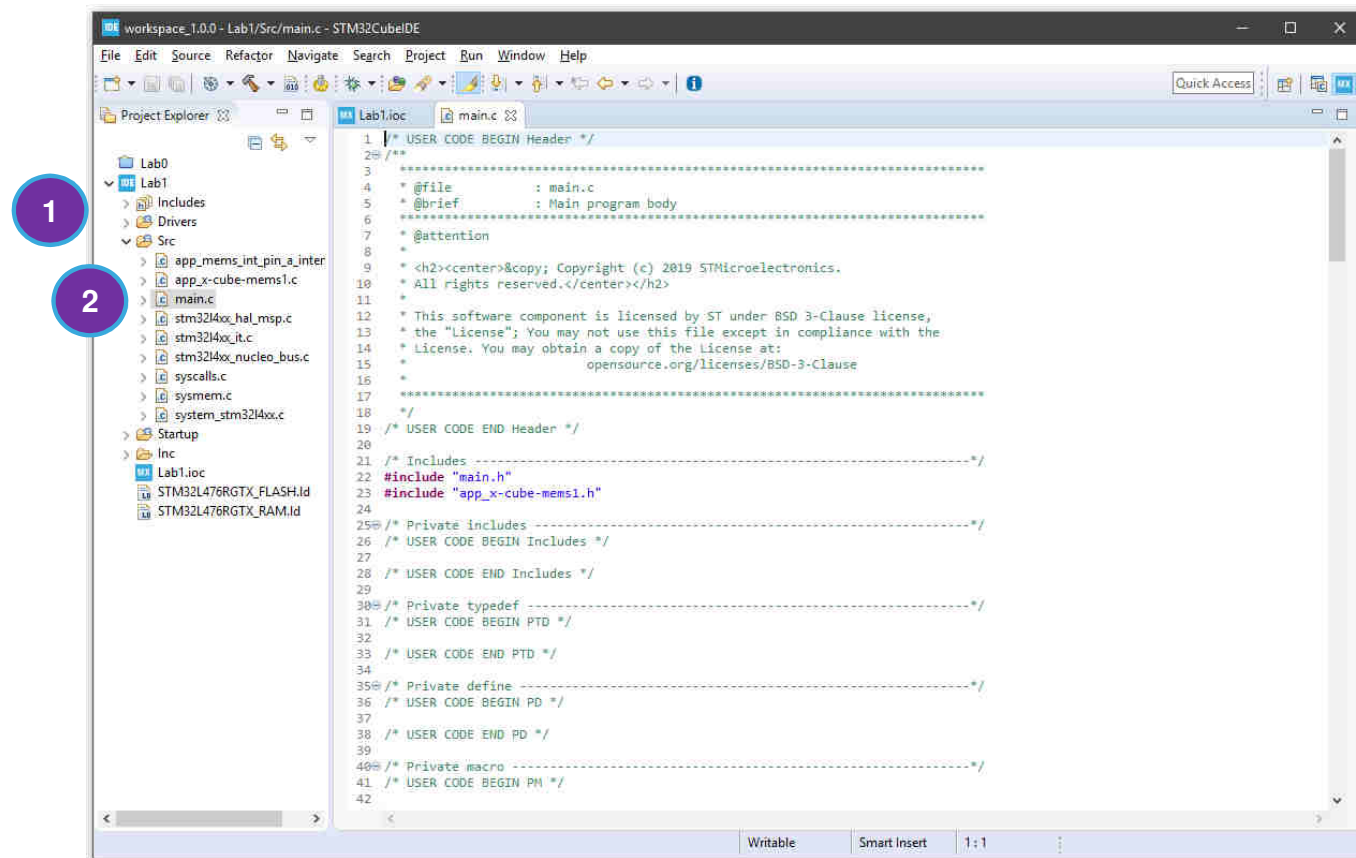 IDE workspace_1.0.0 - Lab1/Src/main.c - STM32CubeIDE
File Edit Source Refactor Navigate Search Project Run Window Help
Quick Access
Project Explorer
MX Lab1.ioc
main.c
Lab0
IDE Lab1
1
Includes
Drivers
Src
app_mems_int_pin_a_inter
app_x-cube-mems1.c
2
main.c
stm32l4xx_hal_msp.c
stm32l4xx_it.c
stm32l4xx_nucleo_bus.c
syscalls.c
sysmem.c
system_stm32l4xx.c
Startup
Inc
MX Lab1.ioc
STM32L476RGTX_FLASH.ld
STM32L476RGTX_RAM.ld
1 /* USER CODE BEGIN Header */
2 /**
3 ******************************************************************************
4 * @file : main.c
5 * @brief : Main program body
6 ******************************************************************************
7 * @attention
8 *
9 * <h2><center>&copy; Copyright (c) 2019 STMicroelectronics.
10 * All rights reserved.</center></h2>
11 *
12 * This software component is licensed by ST under BSD 3-Clause license,
13 * the "License"; You may not use this file except in compliance with the
14 * License. You may obtain a copy of the License at:
15 * opensource.org/licenses/BSD-3-Clause
16 *
17 ******************************************************************************
18 */
19 /* USER CODE END Header */
20
21 /* Includes ------------------------------------------------------------------*/
22 #include "main.h"
23 #include "app_x-cube-mems1.h"
24
25 /* Private includes ----------------------------------------------------------*/
26 /* USER CODE BEGIN Includes */
27
28 /* USER CODE END Includes */
29
30 /* Private typedef -----------------------------------------------------------*/
31 /* USER CODE BEGIN PTD */
32
33 /* USER CODE END PTD */
34
35 /* Private define ------------------------------------------------------------*/
36 /* USER CODE BEGIN PD */
37
38 /* USER CODE END PD */
39
40 /* Private macro -------------------------------------------------------------*/
41 /* USER CODE BEGIN PM */
42
Writable Smart Insert 1 : 1